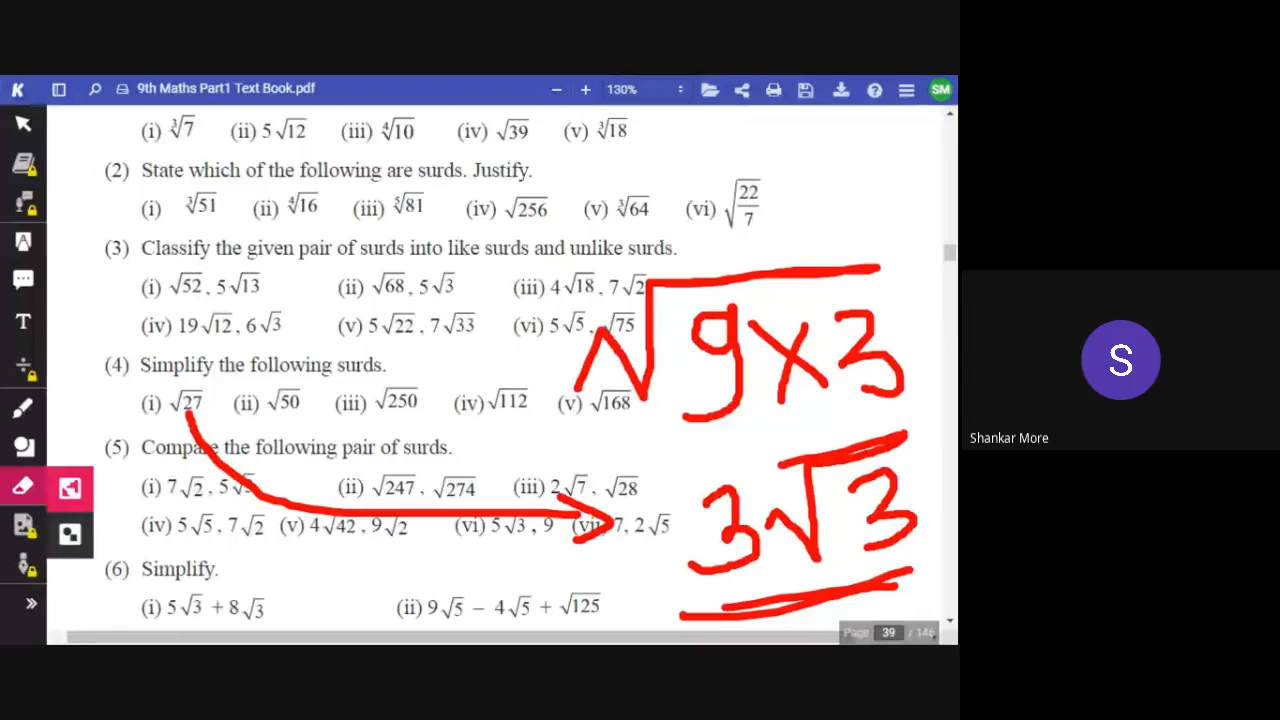 K 9th Maths Part1 Text Book.pdf − + 130% SM
(i) ∛7 (ii) 5√12 (iii) ∜10 (iv) √39 (v) ∛18
(2) State which of the following are surds. Justify.
(i) ∛51 (ii) ∜16 (iii) ⁵√81 (iv) √256 (v) ∛64 (vi) √22/7
(3) Classify the given pair of surds into like surds and unlike surds.
(i) √52, 5√13 (ii) √68, 5√3 (iii) 4√18, 7√2
(iv) 19√12, 6√3 (v) 5√22, 7√33 (vi) 5√5, √75
√9×3
(4) Simplify the following surds.
(i) √27 (ii) √50 (iii) √250 (iv) √112 (v) √168
(5) Compare the following pair of surds.
(i) 7√2, 5√ (ii) √247, √274 (iii) 2√7, √28
(iv) 5√5, 7√2 (v) 4√42, 9√2 (vi) 5√3, 9 (vii) 7, 2√5
3√3
(6) Simplify.
(i) 5√3 + 8√3 (ii) 9√5 − 4√5 + √125
Page 39 / 146
S
Shankar More